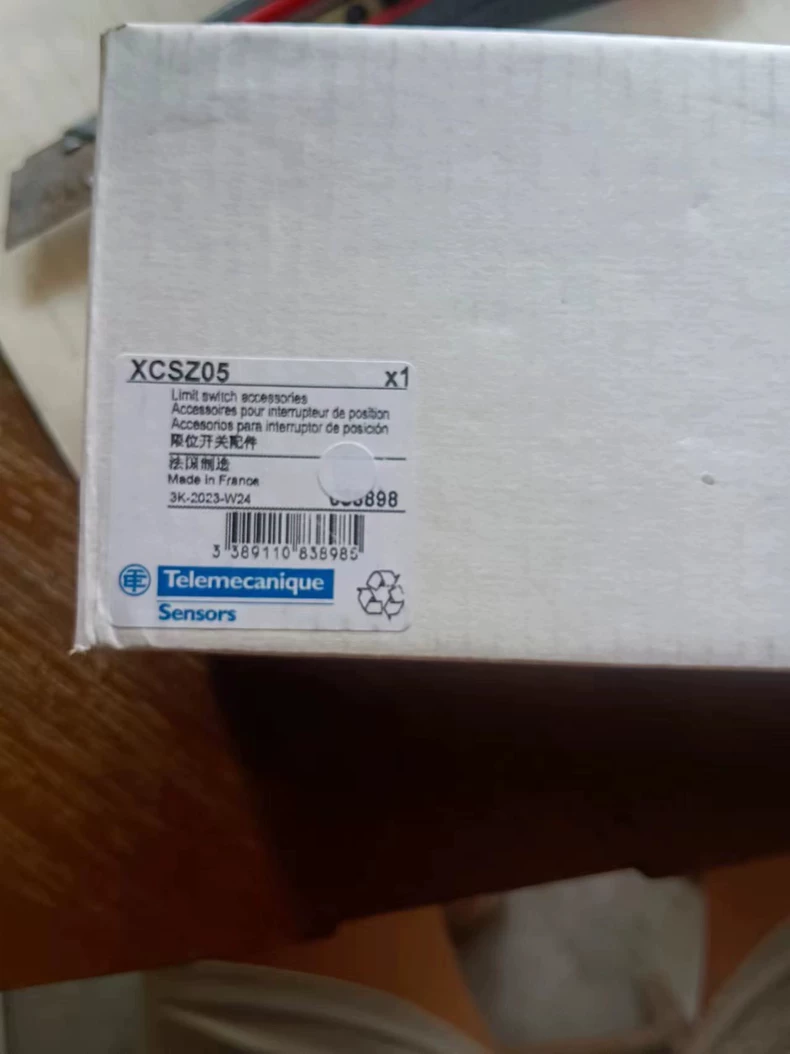 XCSZ05 x1
Limit switch accessories
Accessoires pour interrupteur de position
Accesorios para interruptor de posición
限位开关配件
法国制造
Made in France
3K-2023-W24
3 389110 838985
Telemecanique
Sensors